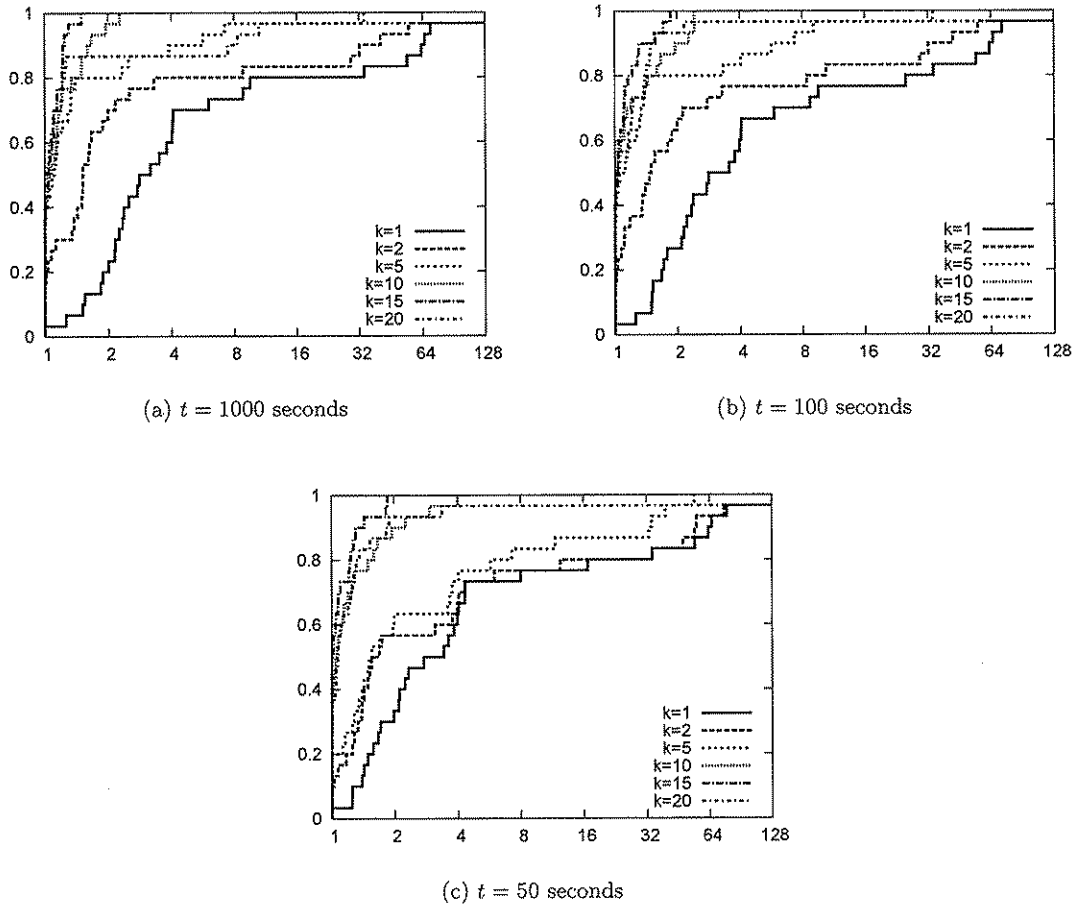 1
0.8
0.6
0.4
0.2
0
k=1
k=2
k=5
k=10
k=15
k=20
1 2 4 8 16 32 64 128
(a) t = 1000 seconds
1
0.8
0.6
0.4
0.2
0
k=1
k=2
k=5
k=10
k=15
k=20
1 2 4 8 16 32 64 128
(b) t = 100 seconds
1
0.8
0.6
0.4
0.2
0
k=1
k=2
k=5
k=10
k=15
k=20
1 2 4 8 16 32 64 128
(c) t = 50 seconds